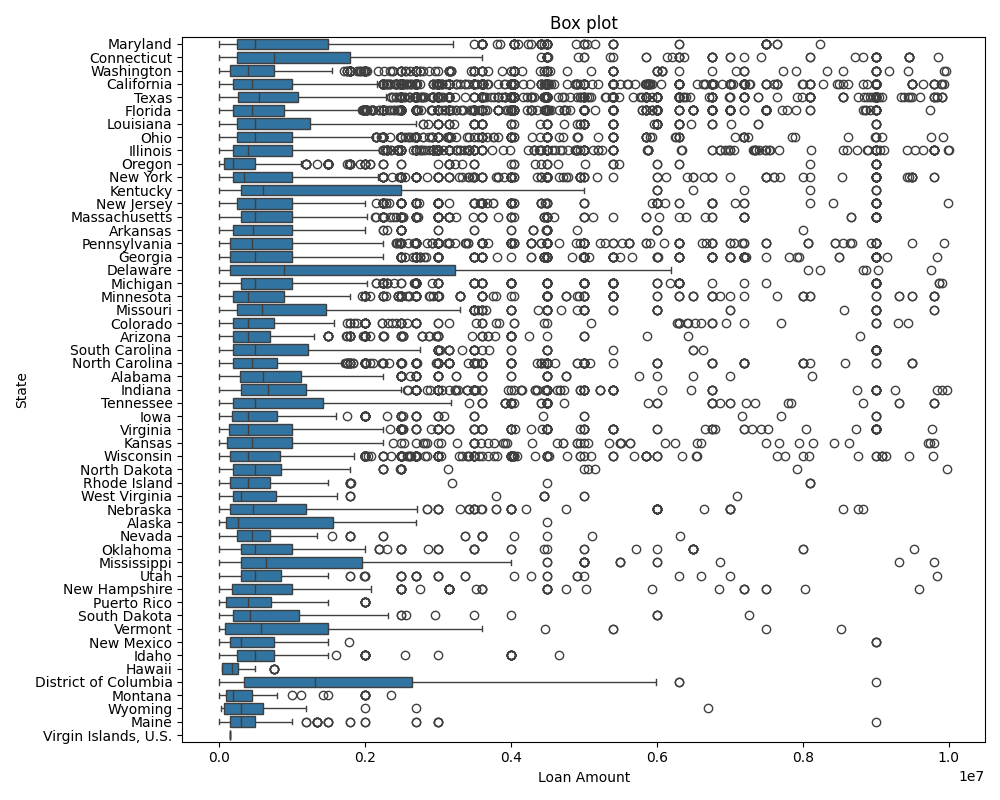 Box plot
State
Maryland
Connecticut
Washington
California
Texas
Florida
Louisiana
Ohio
Illinois
Oregon
New York
Kentucky
New Jersey
Massachusetts
Arkansas
Pennsylvania
Georgia
Delaware
Michigan
Minnesota
Missouri
Colorado
Arizona
South Carolina
North Carolina
Alabama
Indiana
Tennessee
Iowa
Virginia
Kansas
Wisconsin
North Dakota
Rhode Island
West Virginia
Nebraska
Alaska
Nevada
Oklahoma
Mississippi
Utah
New Hampshire
Puerto Rico
South Dakota
Vermont
New Mexico
Idaho
Hawaii
District of Columbia
Montana
Wyoming
Maine
Virgin Islands, U.S.
0.0 0.2 0.4 0.6 0.8 1.0
Loan Amount
1e7